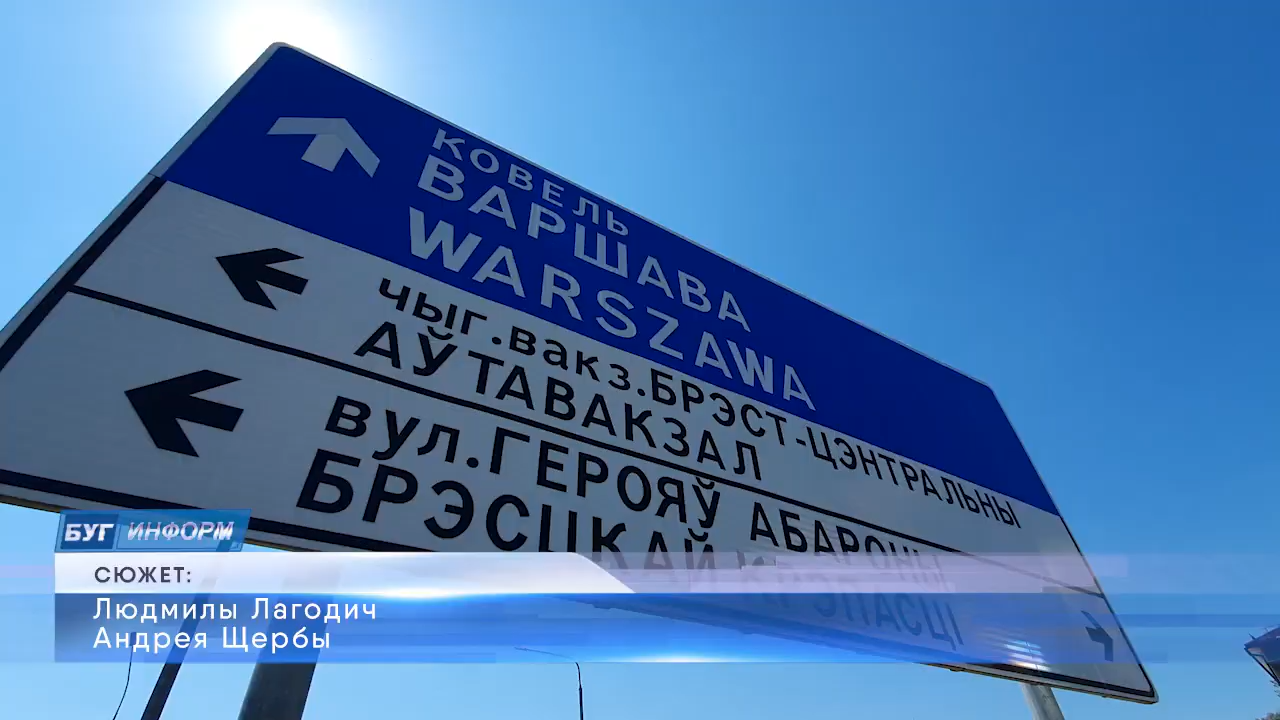 КОВЕЛЬ
ВАРШАВА
WARSZAWA
чыг.вакз.БРЭСТ-ЦЭНТРАЛЬНЫ
АЎТАВАКЗАЛ
вул.ГЕРОЯЎ АБАРОНЫ
БРЭСЦКАЙ КРЭПАСЦІ
БУГ ИНФОРМ
СЮЖЕТ:
Людмилы Лагодич
Андрея Щербы